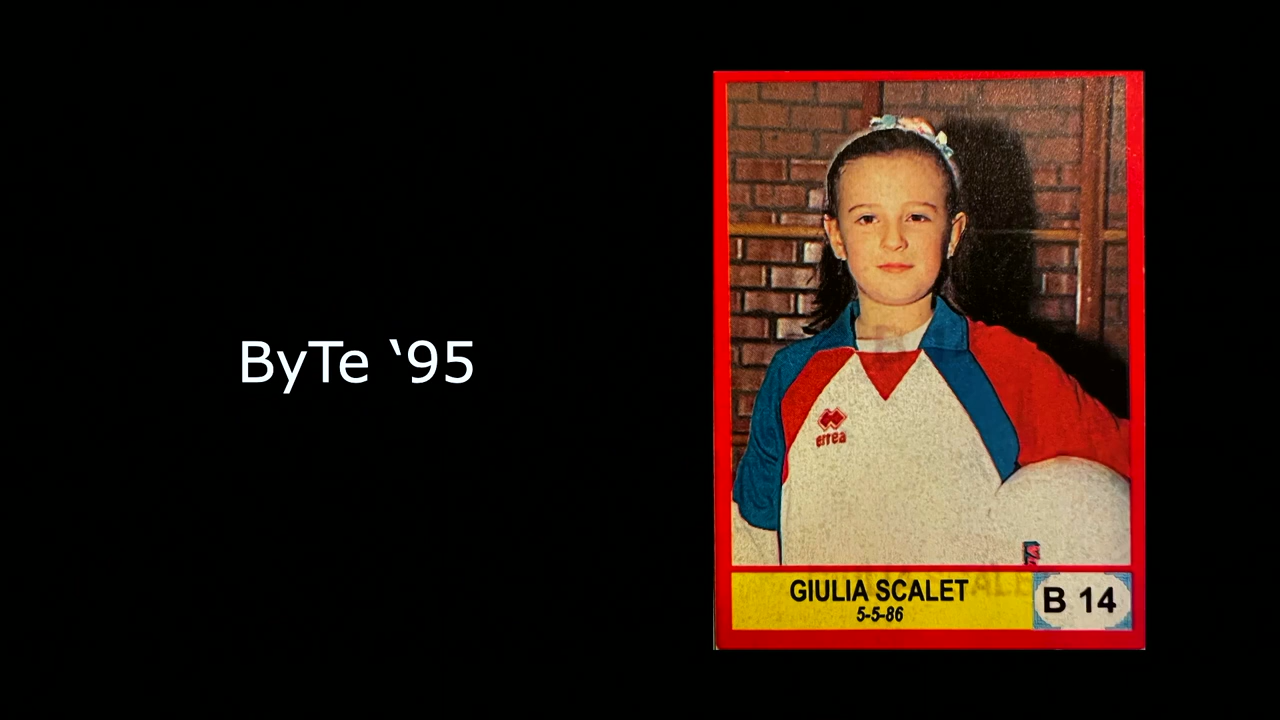 ByTe ‘95
errea
GIULIA SCALET
5-5-86
B 14